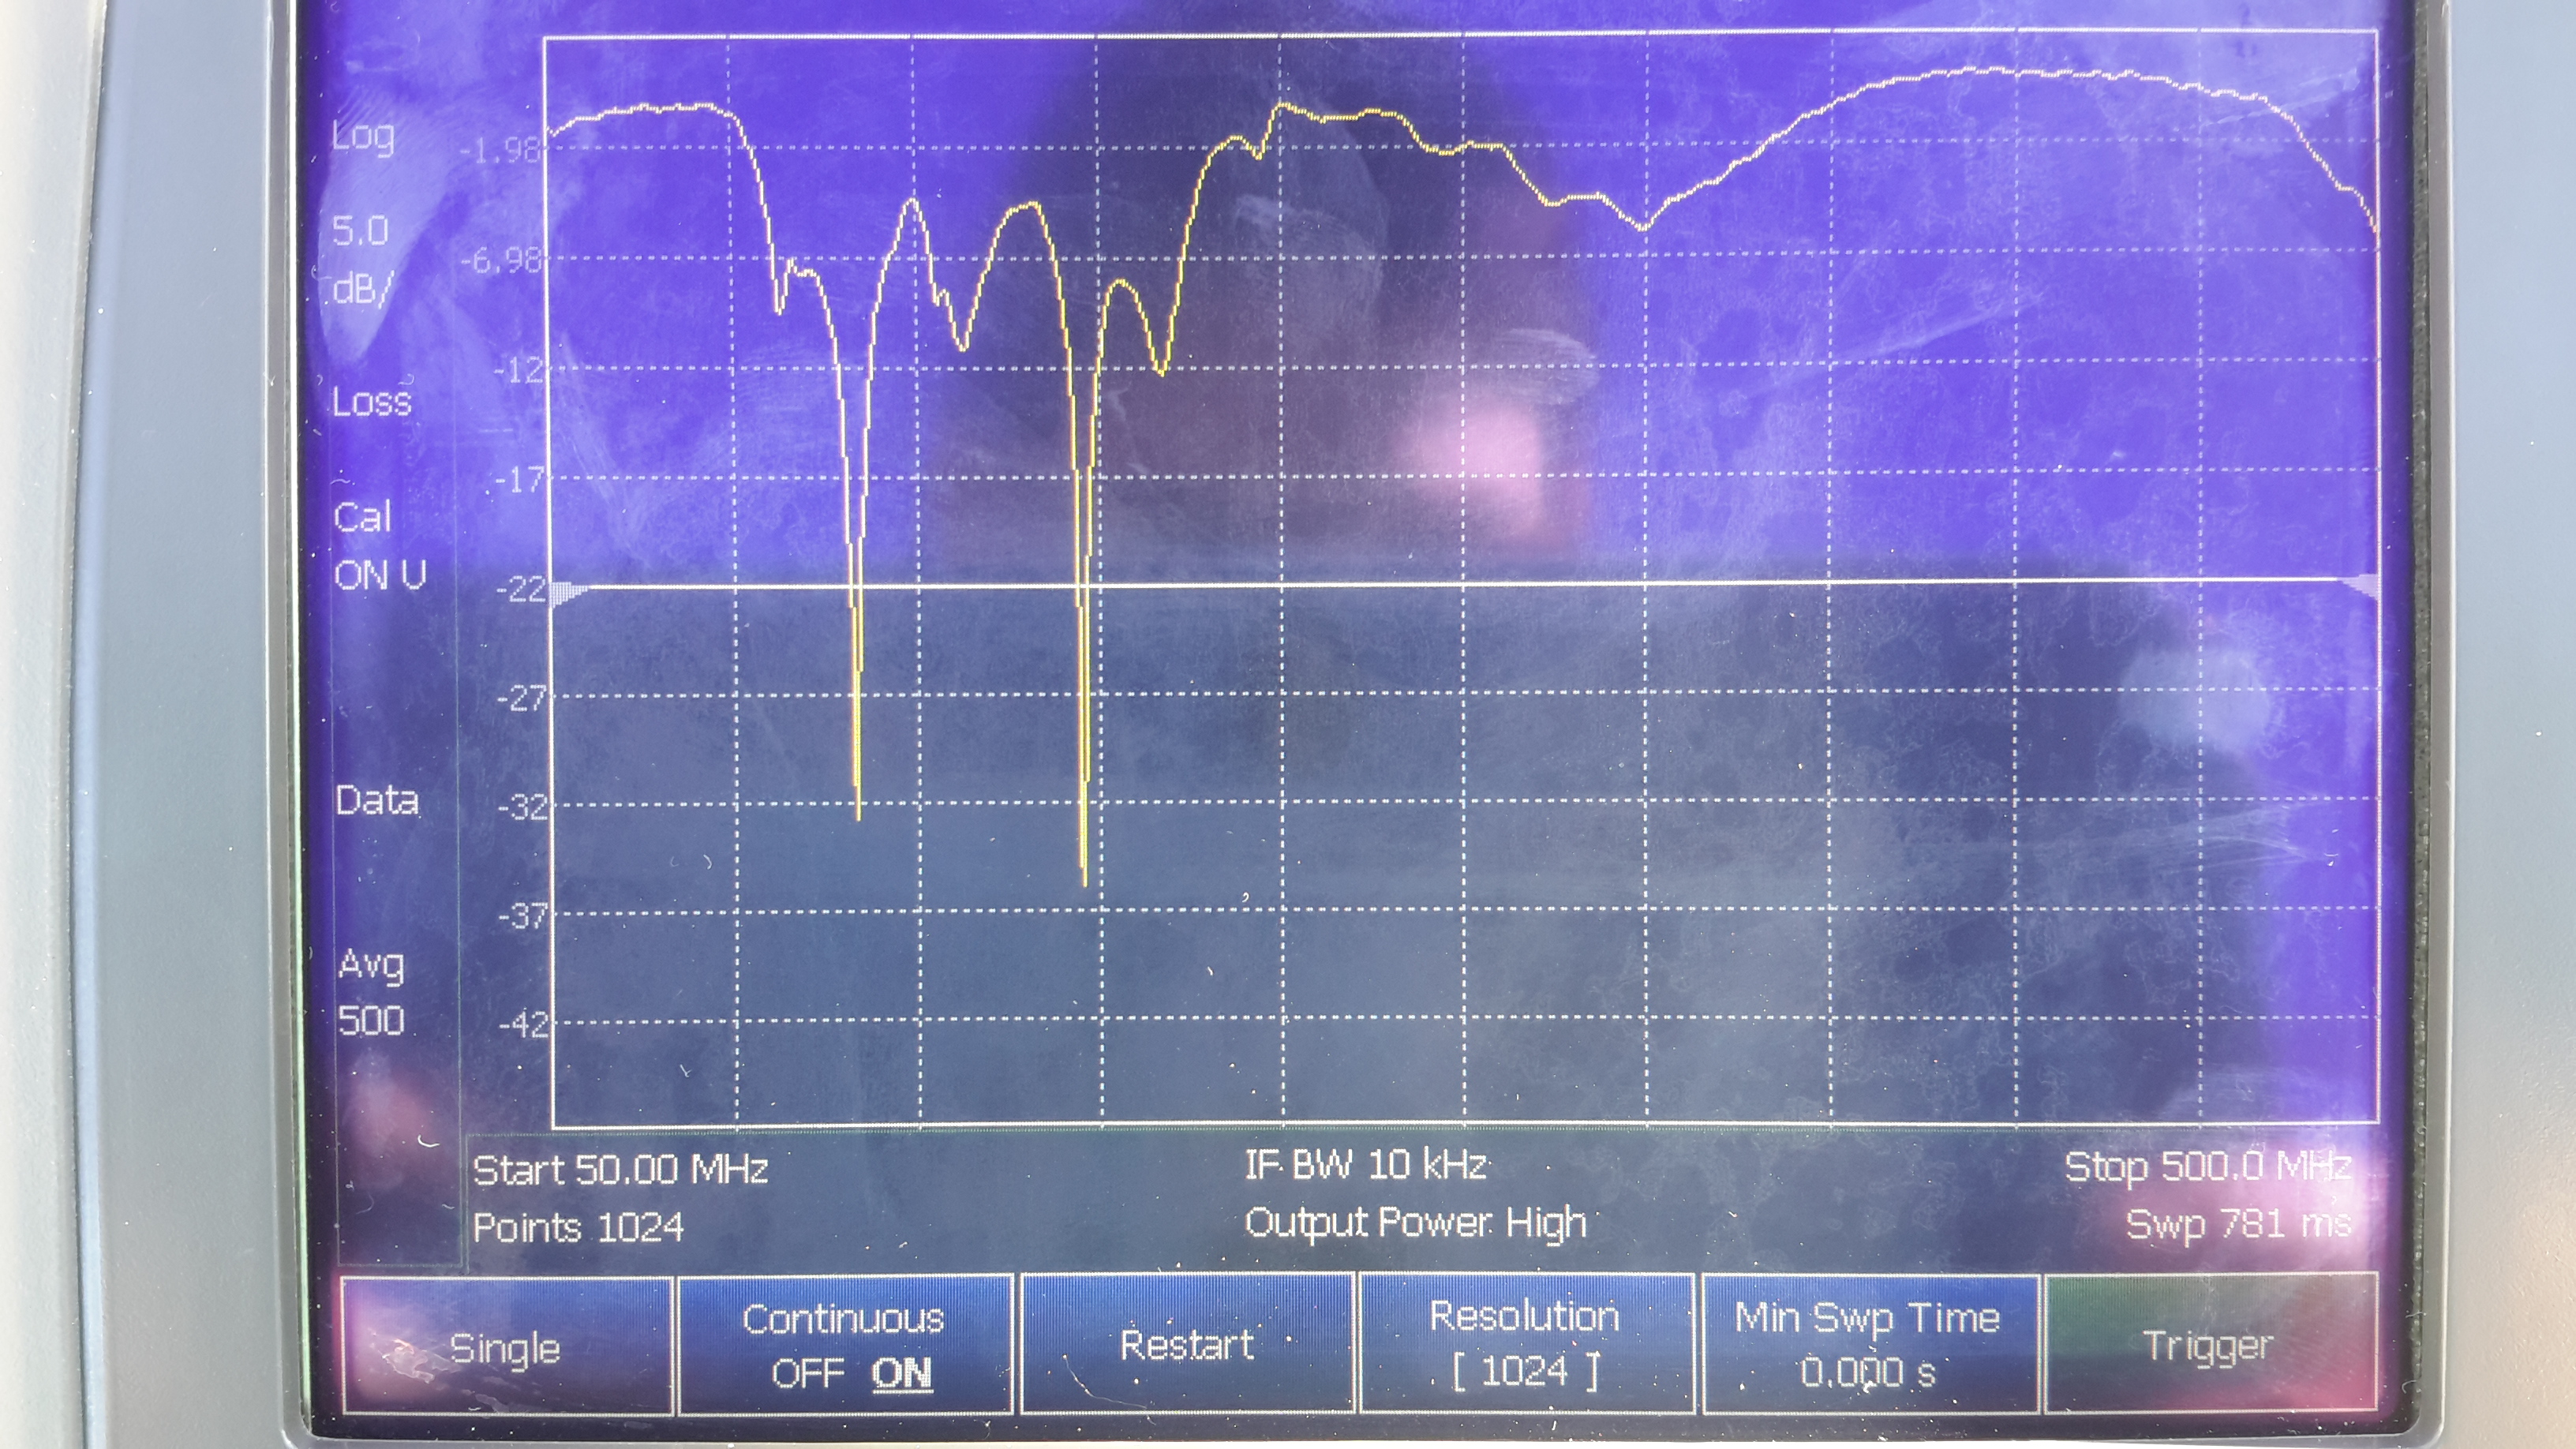 Log
-1.98
5.0
-6.98
dB/
-12
Loss
-17
Cal
ON U
-22
-27
Data
-32
-37
Avg
500
-42
Start 50.00 MHz
IF BW 10 kHz
Stop 500.0 MHz
Points 1024
Output Power High
Swp 781 ms
Single
Continuous
OFF ON
Restart
Resolution
[ 1024 ]
Min Swp Time
0.000 s
Trigger